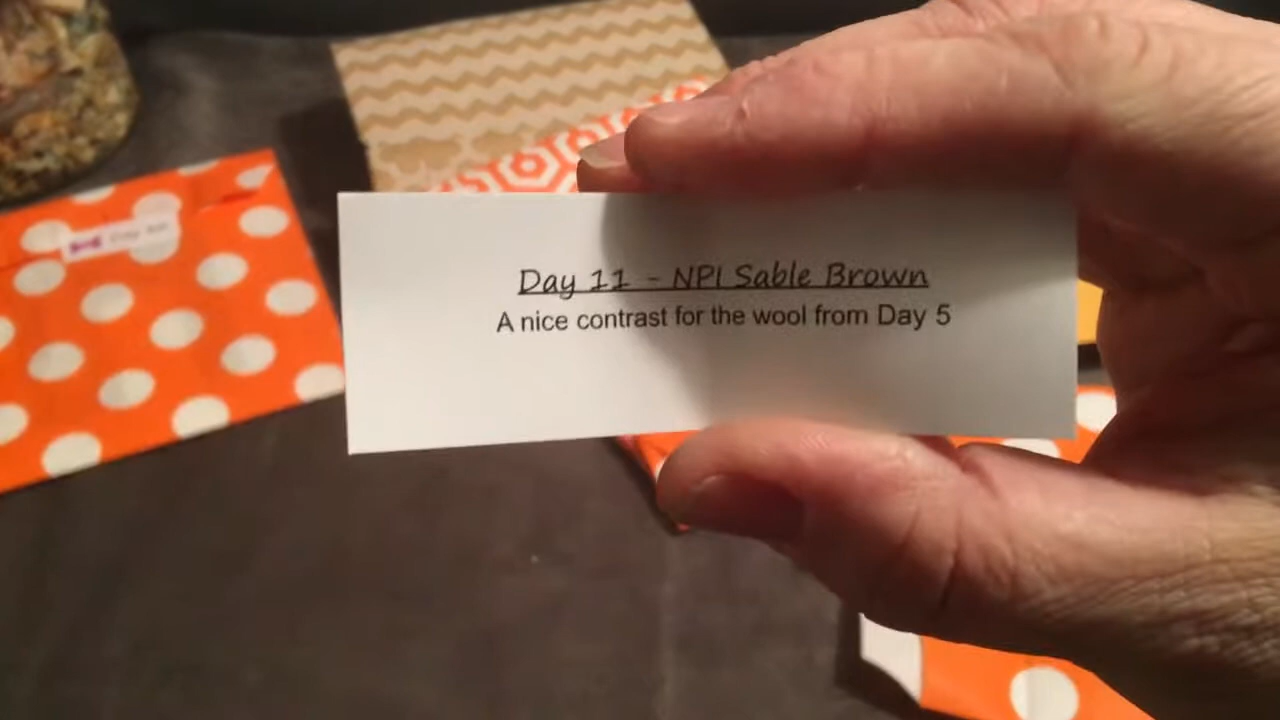 Day 11 - NPI Sable Brown
A nice contrast for the wool from Day 5